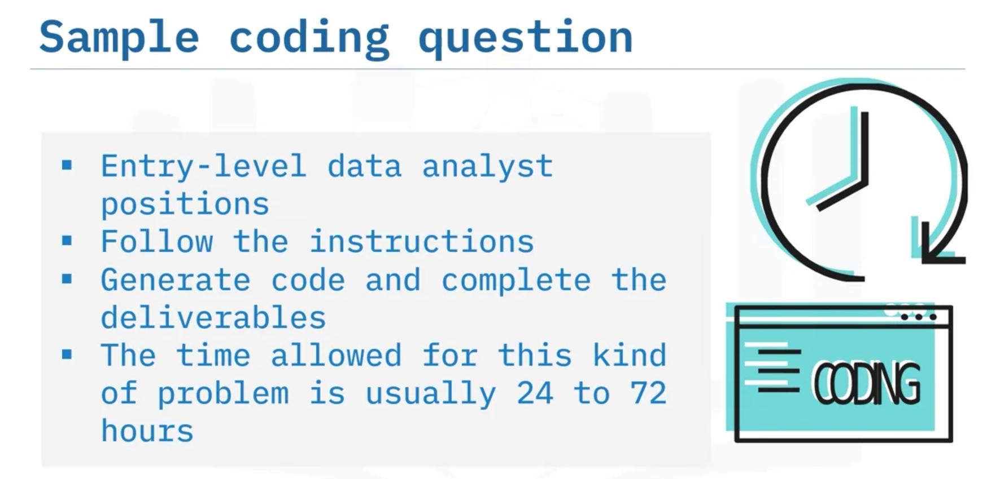 Sample coding question
▪ Entry-level data analyst
positions
▪ Follow the instructions
▪ Generate code and complete the
deliverables
▪ The time allowed for this kind
of problem is usually 24 to 72
hours
CODING